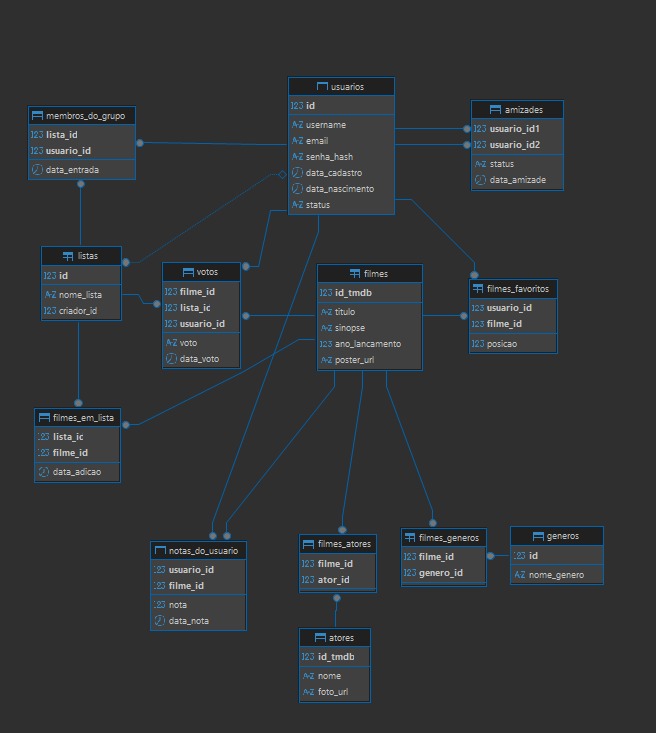 usuarios
123 id
A-Z username
A-Z email
A-Z senha_hash
data_cadastro
data_nascimento
A-Z status
membros_do_grupo
123 lista_id
123 usuario_id
data_entrada
amizades
123 usuario_id1
123 usuario_id2
A-Z status
data_amizade
listas
123 id
A-Z nome_lista
123 criador_id
votos
123 filme_id
123 lista_id
123 usuario_id
A-Z voto
data_voto
filmes
123 id_tmdb
A-Z titulo
A-Z sinopse
123 ano_lancamento
A-Z poster_url
filmes_favoritos
123 usuario_id
123 filme_id
123 posicao
filmes_em_lista
123 lista_id
123 filme_id
data_adicao
notas_do_usuario
123 usuario_id
123 filme_id
123 nota
data_nota
filmes_atores
123 filme_id
123 ator_id
filmes_generos
123 filme_id
123 genero_id
generos
123 id
A-Z nome_genero
atores
123 id_tmdb
A-Z nome
A-Z foto_url